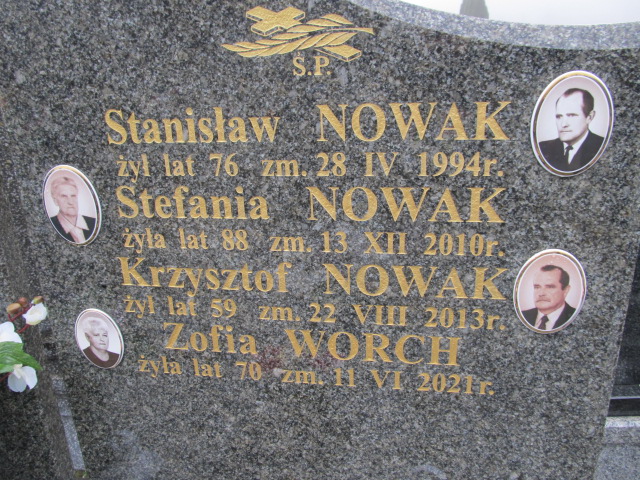 Ś.P.
Stanisław NOWAK
żył lat 76 zm. 28 IV 1994r.
Stefania NOWAK
żyła lat 88 zm. 13 XII 2010r.
Krzysztof NOWAK
żył lat 59 zm. 22 VIII 2013r.
Zofia WORCH
żyła lat 70 zm. 11 VI 2021r.